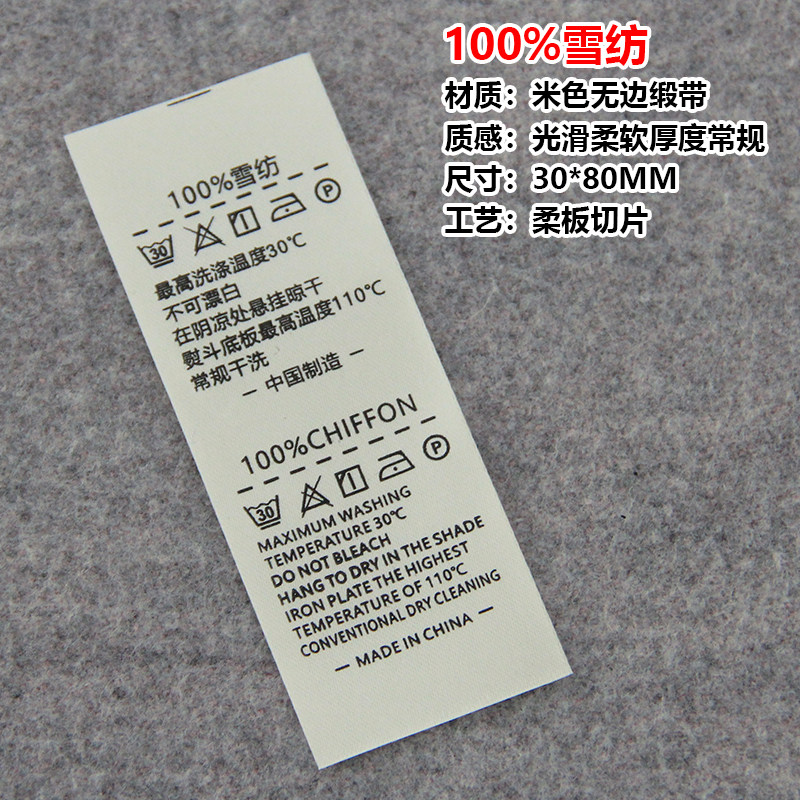 100%雪纺
材质：米色无边缎带
质感：光滑柔软厚度常规
尺寸：30*80MM
工艺：柔板切片
100%雪纺
30 P
最高洗涤温度30℃
不可漂白
在阴凉处悬挂晾干
熨斗底板最高温度110℃
常规干洗
— 中国制造 —
100%CHIFFON
30 P
MAXIMUM WASHING
TEMPERATURE 30℃
DO NOT BLEACH
HANG TO DRY IN THE SHADE
IRON PLATE THE HIGHEST
TEMPERATURE OF 110℃
CONVENTIONAL DRY CLEANING
— MADE IN CHINA —